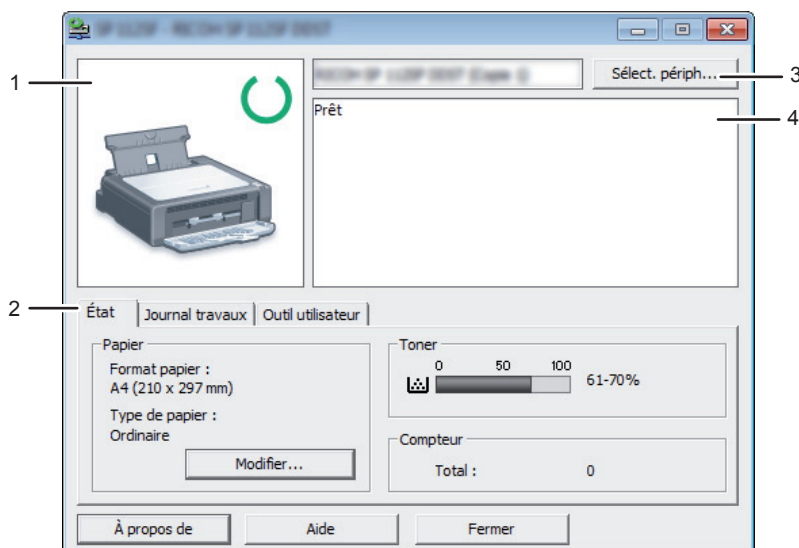 1
Sélect. périph...
3
Prêt
4
2
État Journal travaux Outil utilisateur
Papier
Format papier :
A4 (210 x 297 mm)
Type de papier :
Ordinaire
Modifier...
Toner
0 50 100
61-70%
Compteur
Total : 0
À propos de Aide Fermer